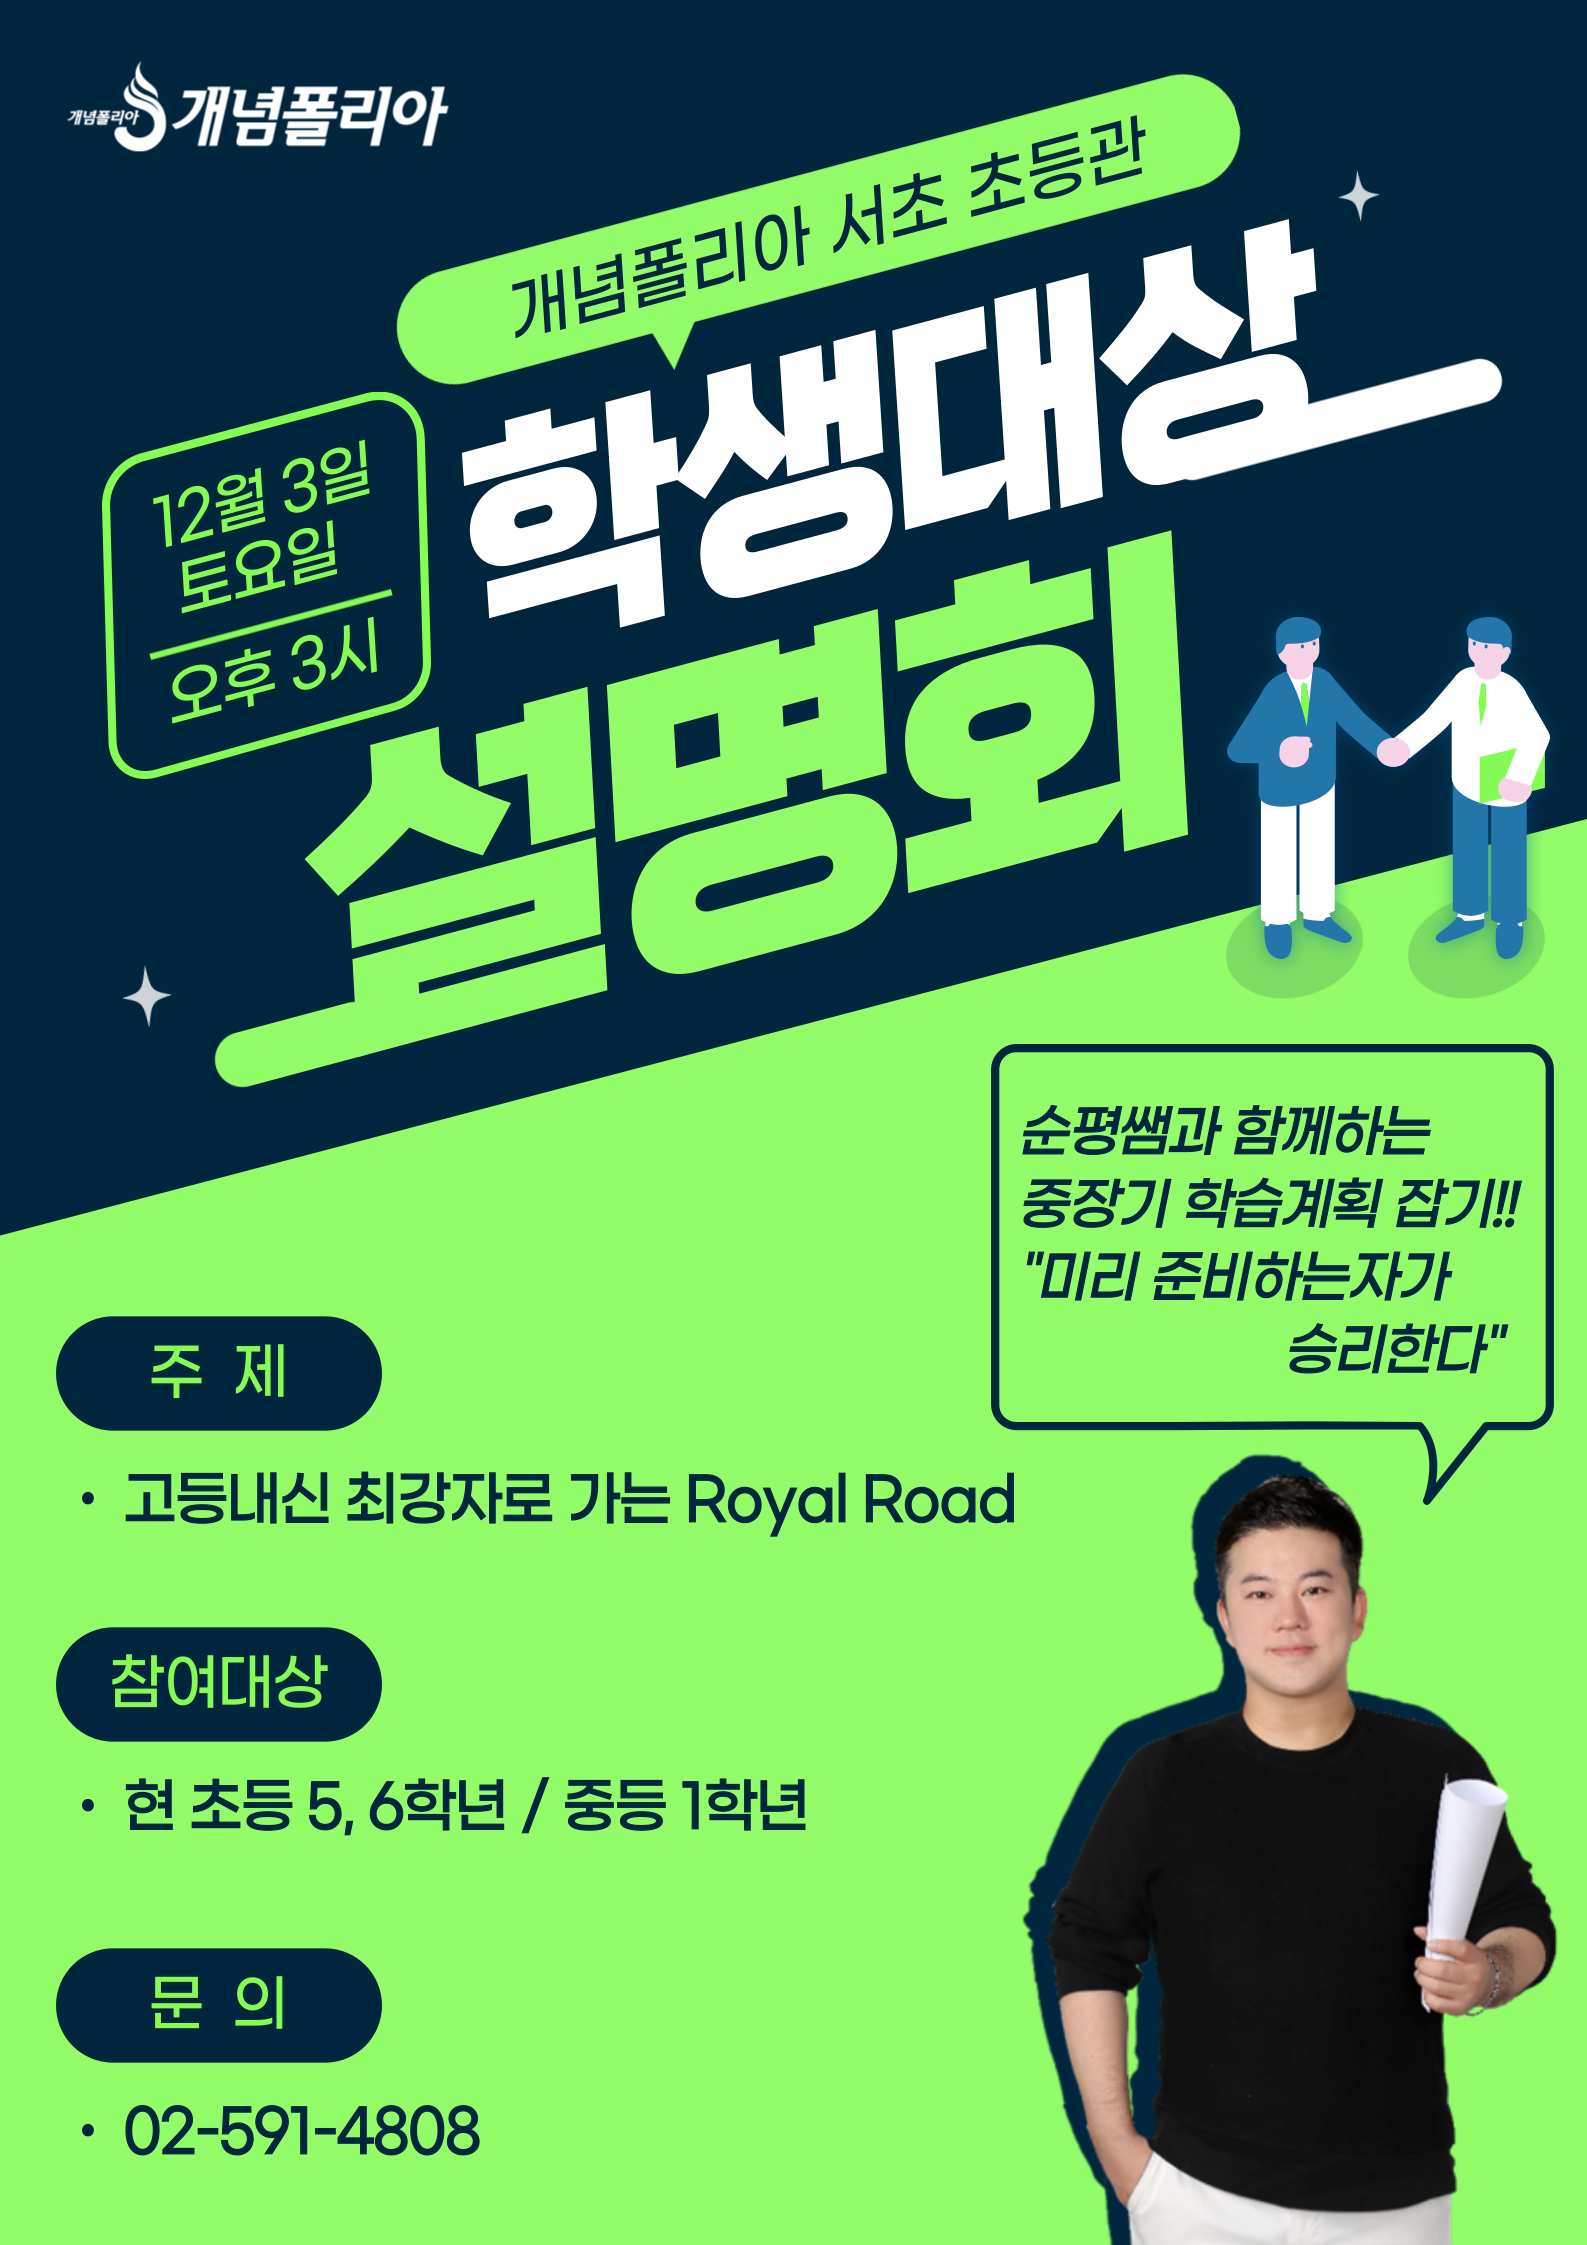 개념폴리아 개념폴리아
개념폴리아 서초 초등관
학생대상
설명회
12월 3일
토요일
오후 3시
순평쌤과 함께하는
중장기 학습계획 잡기!!
"미리 준비하는자가
승리한다"
주 제
• 고등내신 최강자로 가는 Royal Road
참여대상
• 현 초등 5, 6학년 / 중등 1학년
문 의
• 02-591-4808